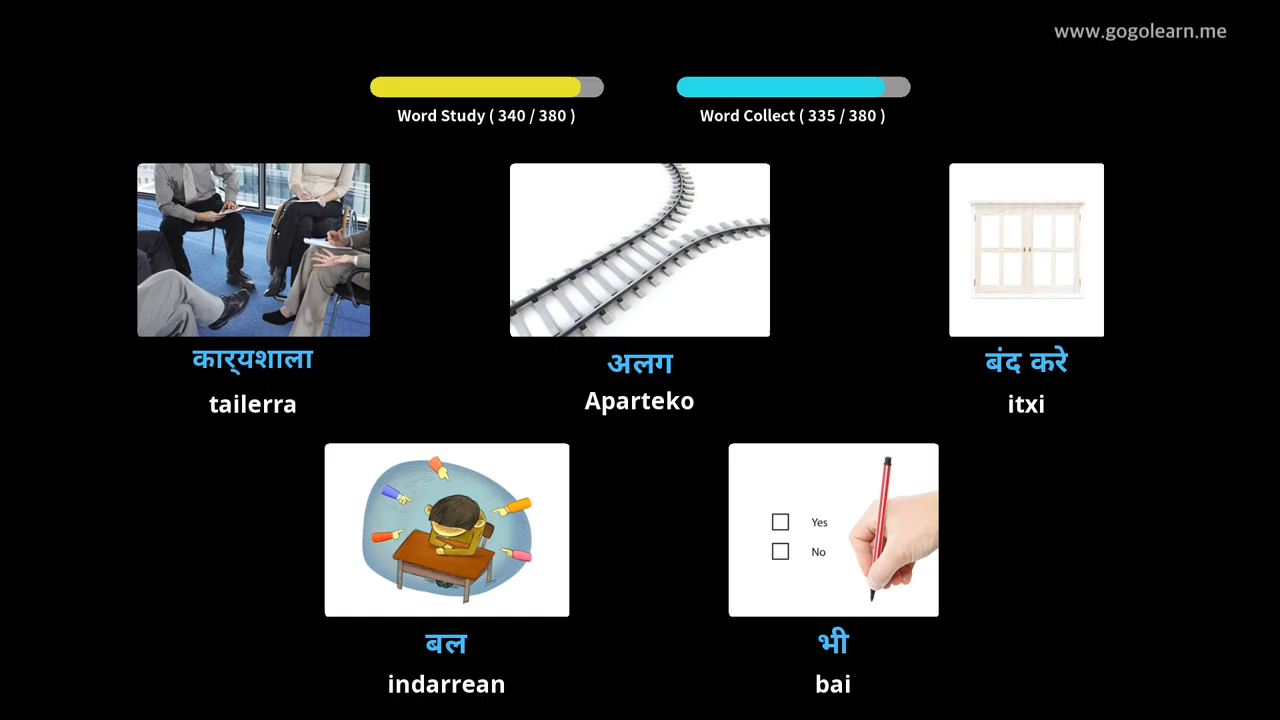 www.gogolearn.me
Word Study ( 340 / 380 )
Word Collect ( 335 / 380 )
कार्‌यशाला
अलग
बंद करे
tailerra
Aparteko
itxi
Yes
No
बल
भी
indarrean
bai